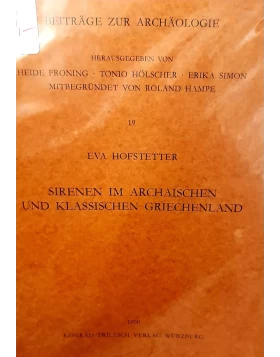 BEITRÄGE ZUR ARCHÄOLOGIE
HERAUSGEGEBEN VON
HEIDE FRONING · TONIO HÖLSCHER · ERIKA SIMON
MITBEGRÜNDET VON ROLAND HAMPE
19
EVA HOFSTETTER
SIRENEN IM ARCHAISCHEN
UND KLASSISCHEN GRIECHENLAND
1990
KONRAD TRILTSCH VERLAG WÜRZBURG